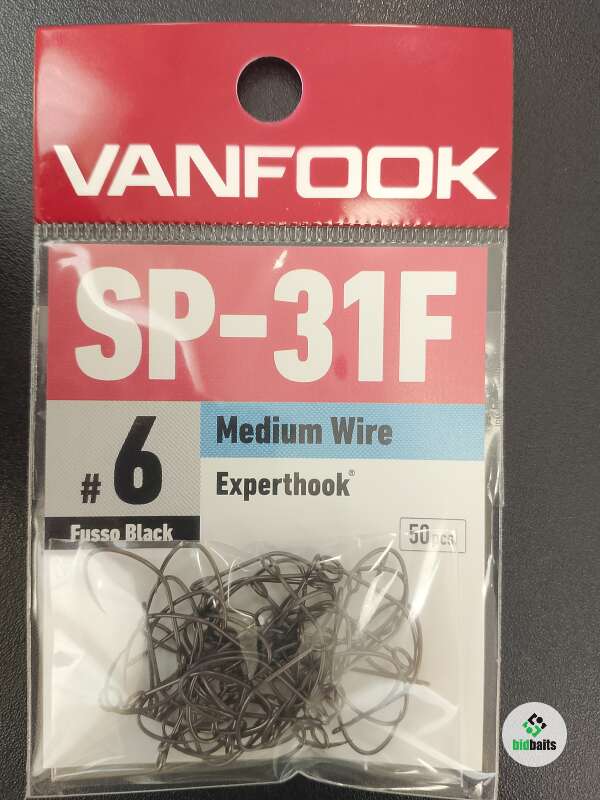 VANFOOK
SP-31F
#6
Medium Wire
Experthook®
Fusso Black
50pcs.
bidbaits